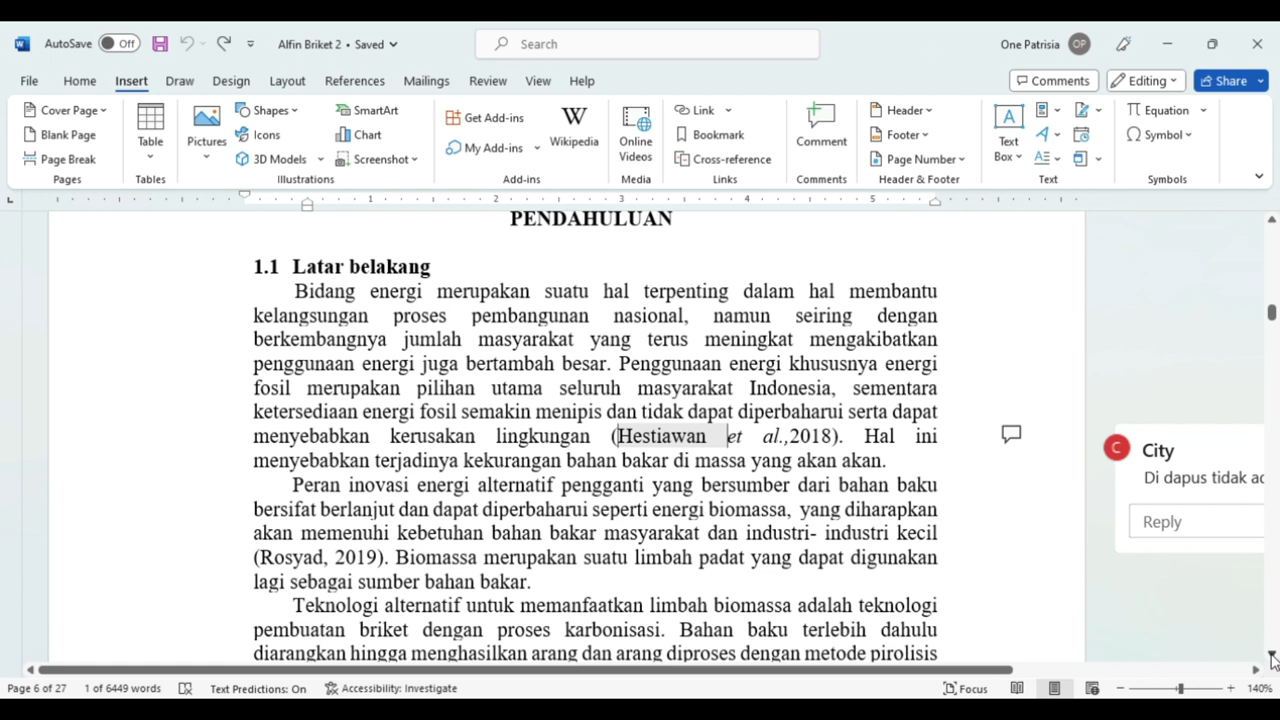 AutoSave Off Alfin Briket 2 • Saved Search One Patrisia OP
File Home Insert Draw Design Layout References Mailings Review View Help Comments Editing Share
Cover Page
Blank Page
Page Break
Pages
Table
Tables
Pictures
Shapes
Icons
3D Models
SmartArt
Chart
Screenshot
Illustrations
Get Add-ins
My Add-ins
Wikipedia
Add-ins
Online
Videos
Media
Link
Bookmark
Cross-reference
Links
Comment
Comments
Header
Footer
Page Number
Header & Footer
Text
Box
Text
Equation
Symbol
Symbols
1 2 3 4 5
PENDAHULUAN
1.1 Latar belakang
Bidang energi merupakan suatu hal terpenting dalam hal membantu
kelangsungan proses pembangunan nasional, namun seiring dengan
berkembangnya jumlah masyarakat yang terus meningkat mengakibatkan
penggunaan energi juga bertambah besar. Penggunaan energi khususnya energi
fosil merupakan pilihan utama seluruh masyarakat Indonesia, sementara
ketersediaan energi fosil semakin menipis dan tidak dapat diperbaharui serta dapat
menyebabkan kerusakan lingkungan (Hestiawan et al.,2018). Hal ini
menyebabkan terjadinya kekurangan bahan bakar di massa yang akan akan.
Peran inovasi energi alternatif pengganti yang bersumber dari bahan baku
bersifat berlanjut dan dapat diperbaharui seperti energi biomassa, yang diharapkan
akan memenuhi kebetuhan bahan bakar masyarakat dan industri- industri kecil
(Rosyad, 2019). Biomassa merupakan suatu limbah padat yang dapat digunakan
lagi sebagai sumber bahan bakar.
Teknologi alternatif untuk memanfaatkan limbah biomassa adalah teknologi
pembuatan briket dengan proses karbonisasi. Bahan baku terlebih dahulu
diarangkan hingga menghasilkan arang dan arang diproses dengan metode pirolisis
C City
Di dapus tidak ad
Reply
Page 6 of 27 1 of 6449 words Text Predictions: On Accessibility: Investigate Focus 140%